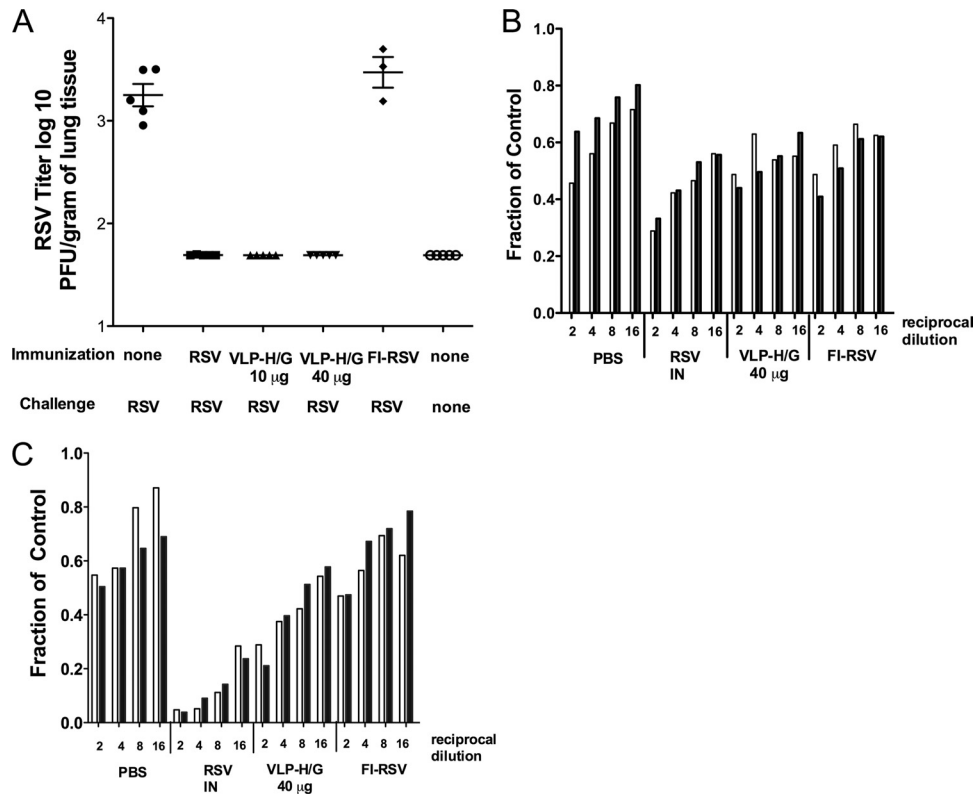 A
RSV Titer log 10
PFU/gram of lung tissue
4
3
2
1
Immunization none RSV VLP-H/G 10 μg VLP-H/G 40 μg FI-RSV none
Challenge RSV RSV RSV RSV RSV none
B
Fraction of Control
1.0
0.8
0.6
0.4
0.2
0.0
2 4 8 16 2 4 8 16 2 4 8 16 2 4 8 16 reciprocal dilution
PBS RSV IN VLP-H/G 40 μg FI-RSV
C
Fraction of Control
1.0
0.8
0.6
0.4
0.2
0.0
2 4 8 16 2 4 8 16 2 4 8 16 2 4 8 16 reciprocal dilution
PBS RSV IN VLP-H/G 40 μg FI-RSV